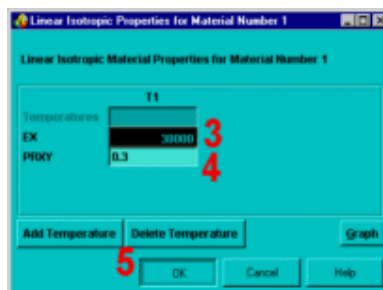 Linear Isotropic Properties for Material Number 1
Linear Isotropic Material Properties for Material Number 1
T1
Temperatures
EX 30000 3
PRXY 0.3 4
Add Temperature Delete Temperature Graph
5 OK Cancel Help